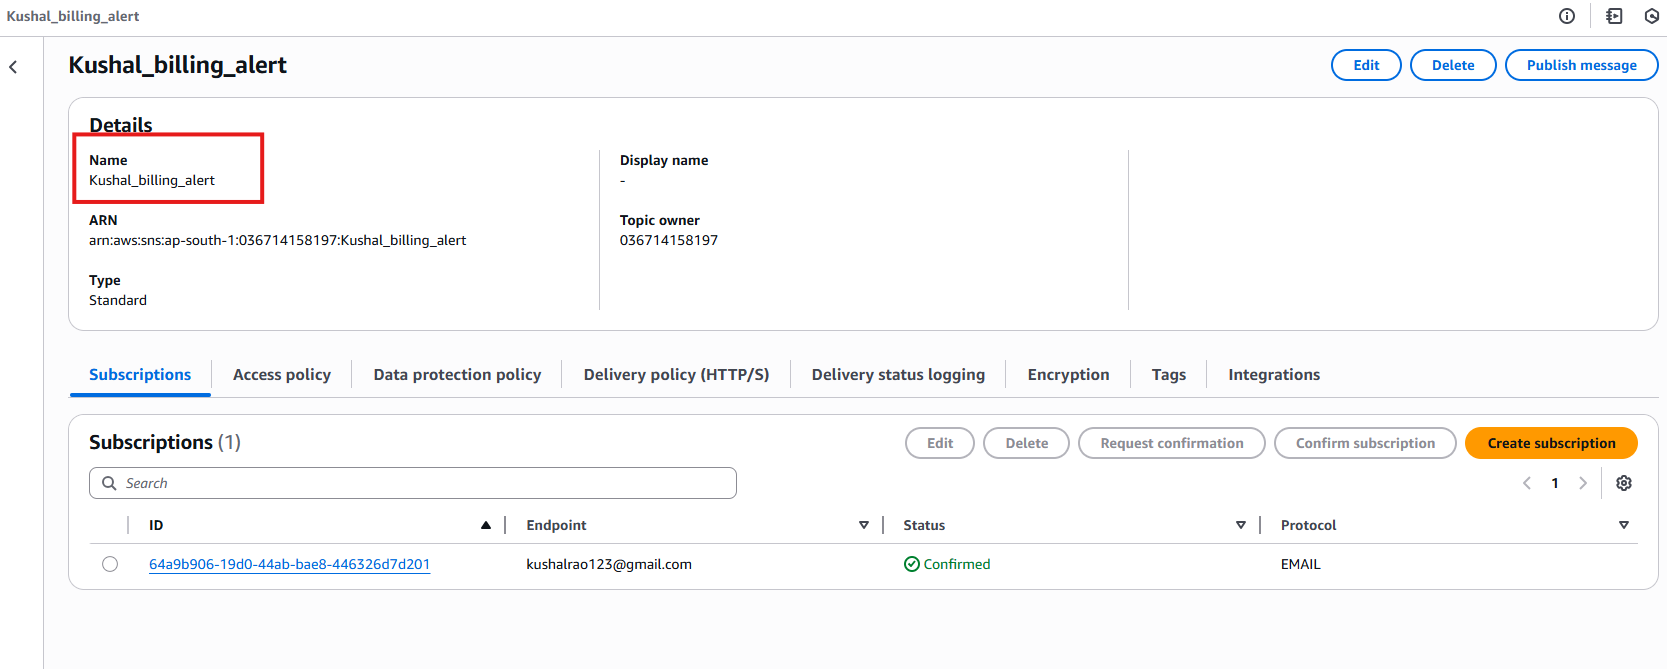 Kushal_billing_alert
Kushal_billing_alert
Edit
Delete
Publish message
Details
Name
Kushal_billing_alert
Display name
-
ARN
arn:aws:sns:ap-south-1:036714158197:Kushal_billing_alert
Topic owner
036714158197
Type
Standard
Subscriptions
Access policy
Data protection policy
Delivery policy (HTTP/S)
Delivery status logging
Encryption
Tags
Integrations
Subscriptions (1)
Edit
Delete
Request confirmation
Confirm subscription
Create subscription
Search
1
ID
Endpoint
Status
Protocol
64a9b906-19d0-44ab-bae8-446326d7d201
kushalrao123@gmail.com
Confirmed
EMAIL